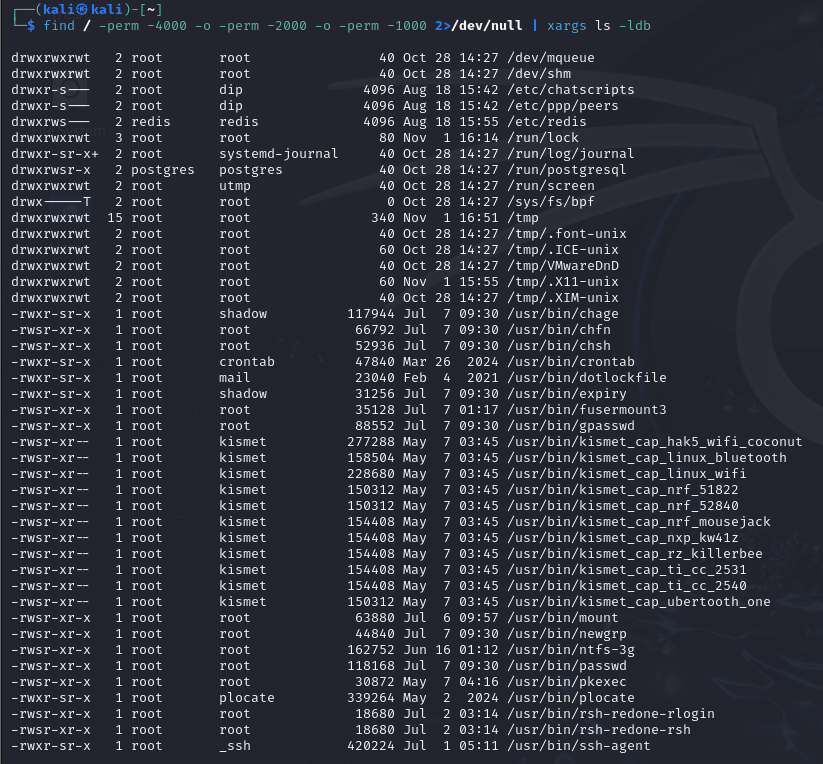 ┌──(kali㉿kali)-[~]
└─$ find / -perm -4000 -o -perm -2000 -o -perm -1000 2>/dev/null | xargs ls -ldb
drwxrwxrwt   2 root       root                40 Oct 28 14:27 /dev/mqueue
drwxrwxrwt   2 root       root                40 Oct 28 14:27 /dev/shm
drwxr-s---   2 root       dip               4096 Aug 18 15:42 /etc/chatscripts
drwxr-s---   2 root       dip               4096 Aug 18 15:42 /etc/ppp/peers
drwxrws---   2 redis      redis             4096 Aug 18 15:55 /etc/redis
drwxrwxrwt   3 root       root                80 Nov  1 16:14 /run/lock
drwxr-sr-x+  2 root       systemd-journal     40 Oct 28 14:27 /run/log/journal
drwxrwsr-x   2 postgres   postgres            40 Oct 28 14:27 /run/postgresql
drwxrwxrwt   2 root       utmp                40 Oct 28 14:27 /run/screen
drwx-----T   2 root       root                 0 Oct 28 14:27 /sys/fs/bpf
drwxrwxrwt  15 root       root               340 Nov  1 16:51 /tmp
drwxrwxrwt   2 root       root                40 Oct 28 14:27 /tmp/.font-unix
drwxrwxrwt   2 root       root                60 Oct 28 14:27 /tmp/.ICE-unix
drwxrwxrwt   2 root       root                40 Oct 28 14:27 /tmp/VMwareDnD
drwxrwxrwt   2 root       root                60 Nov  1 15:55 /tmp/.X11-unix
drwxrwxrwt   2 root       root                40 Oct 28 14:27 /tmp/.XIM-unix
-rwxr-sr-x   1 root       shadow          117944 Jul  7 09:30 /usr/bin/chage
-rwsr-xr-x   1 root       root             66792 Jul  7 09:30 /usr/bin/chfn
-rwsr-xr-x   1 root       root             52936 Jul  7 09:30 /usr/bin/chsh
-rwxr-sr-x   1 root       crontab          47840 Mar 26  2024 /usr/bin/crontab
-rwxr-sr-x   1 root       mail             23040 Feb  4  2021 /usr/bin/dotlockfile
-rwxr-sr-x   1 root       shadow           31256 Jul  7 09:30 /usr/bin/expiry
-rwsr-xr-x   1 root       root             35128 Jul  7 01:17 /usr/bin/fusermount3
-rwsr-xr-x   1 root       root             88552 Jul  7 09:30 /usr/bin/gpasswd
-rwsr-xr--   1 root       kismet          277288 May  7 03:45 /usr/bin/kismet_cap_hak5_wifi_coconut
-rwsr-xr--   1 root       kismet          158504 May  7 03:45 /usr/bin/kismet_cap_linux_bluetooth
-rwsr-xr--   1 root       kismet          228680 May  7 03:45 /usr/bin/kismet_cap_linux_wifi
-rwsr-xr--   1 root       kismet          150312 May  7 03:45 /usr/bin/kismet_cap_nrf_51822
-rwsr-xr--   1 root       kismet          150312 May  7 03:45 /usr/bin/kismet_cap_nrf_52840
-rwsr-xr--   1 root       kismet          154408 May  7 03:45 /usr/bin/kismet_cap_nrf_mousejack
-rwsr-xr--   1 root       kismet          154408 May  7 03:45 /usr/bin/kismet_cap_nxp_kw41z
-rwsr-xr--   1 root       kismet          154408 May  7 03:45 /usr/bin/kismet_cap_rz_killerbee
-rwsr-xr--   1 root       kismet          154408 May  7 03:45 /usr/bin/kismet_cap_ti_cc_2531
-rwsr-xr--   1 root       kismet          154408 May  7 03:45 /usr/bin/kismet_cap_ti_cc_2540
-rwsr-xr--   1 root       kismet          150312 May  7 03:45 /usr/bin/kismet_cap_ubertooth_one
-rwsr-xr-x   1 root       root             63880 Jul  6 09:57 /usr/bin/mount
-rwsr-xr-x   1 root       root             44840 Jul  7 09:30 /usr/bin/newgrp
-rwsr-xr-x   1 root       root            162752 Jun 16 01:12 /usr/bin/ntfs-3g
-rwsr-xr-x   1 root       root            118168 Jul  7 09:30 /usr/bin/passwd
-rwsr-xr-x   1 root       root             30872 May  7 04:16 /usr/bin/pkexec
-rwxr-sr-x   1 root       plocate         339264 May  2  2024 /usr/bin/plocate
-rwsr-xr-x   1 root       root             18680 Jul  2 03:14 /usr/bin/rsh-redone-rlogin
-rwsr-xr-x   1 root       root             18680 Jul  2 03:14 /usr/bin/rsh-redone-rsh
-rwxr-sr-x   1 root       _ssh            420224 Jul  1 05:11 /usr/bin/ssh-agent